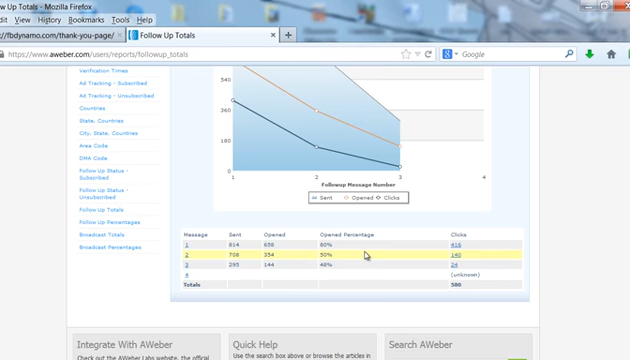 w Up Totals - Mozilla Firefox
View History Bookmarks Tools Help
//fbdynamo.com/thank-you-page/ × Follow Up Totals × +
https://www.aweber.com/users/reports/followup_totals Google
Verification Times
Ad Tracking - Subscribed
Ad Tracking - Unsubscribed
Countries
State, Countries
City, State, Countries
Area Code
DMA Code
Follow Up Status -
Subscribed
Follow Up Status -
Unsubscribed
Follow Up Totals
Follow Up Percentages
Broadcast Totals
Broadcast Percentages
540
360
180
0
1 2 3 4
Followup Message Number
Sent Opened Clicks
Message Sent Opened Opened Percentage Clicks
1 814 658 80% 416
2 708 354 50% 140
3 295 144 48% 24
4 (unknown)
Totals 580
Integrate With AWeber
Check out the AWeber Labs website, the official
Quick Help
Use the search box above or browse the articles in
Search AWeber